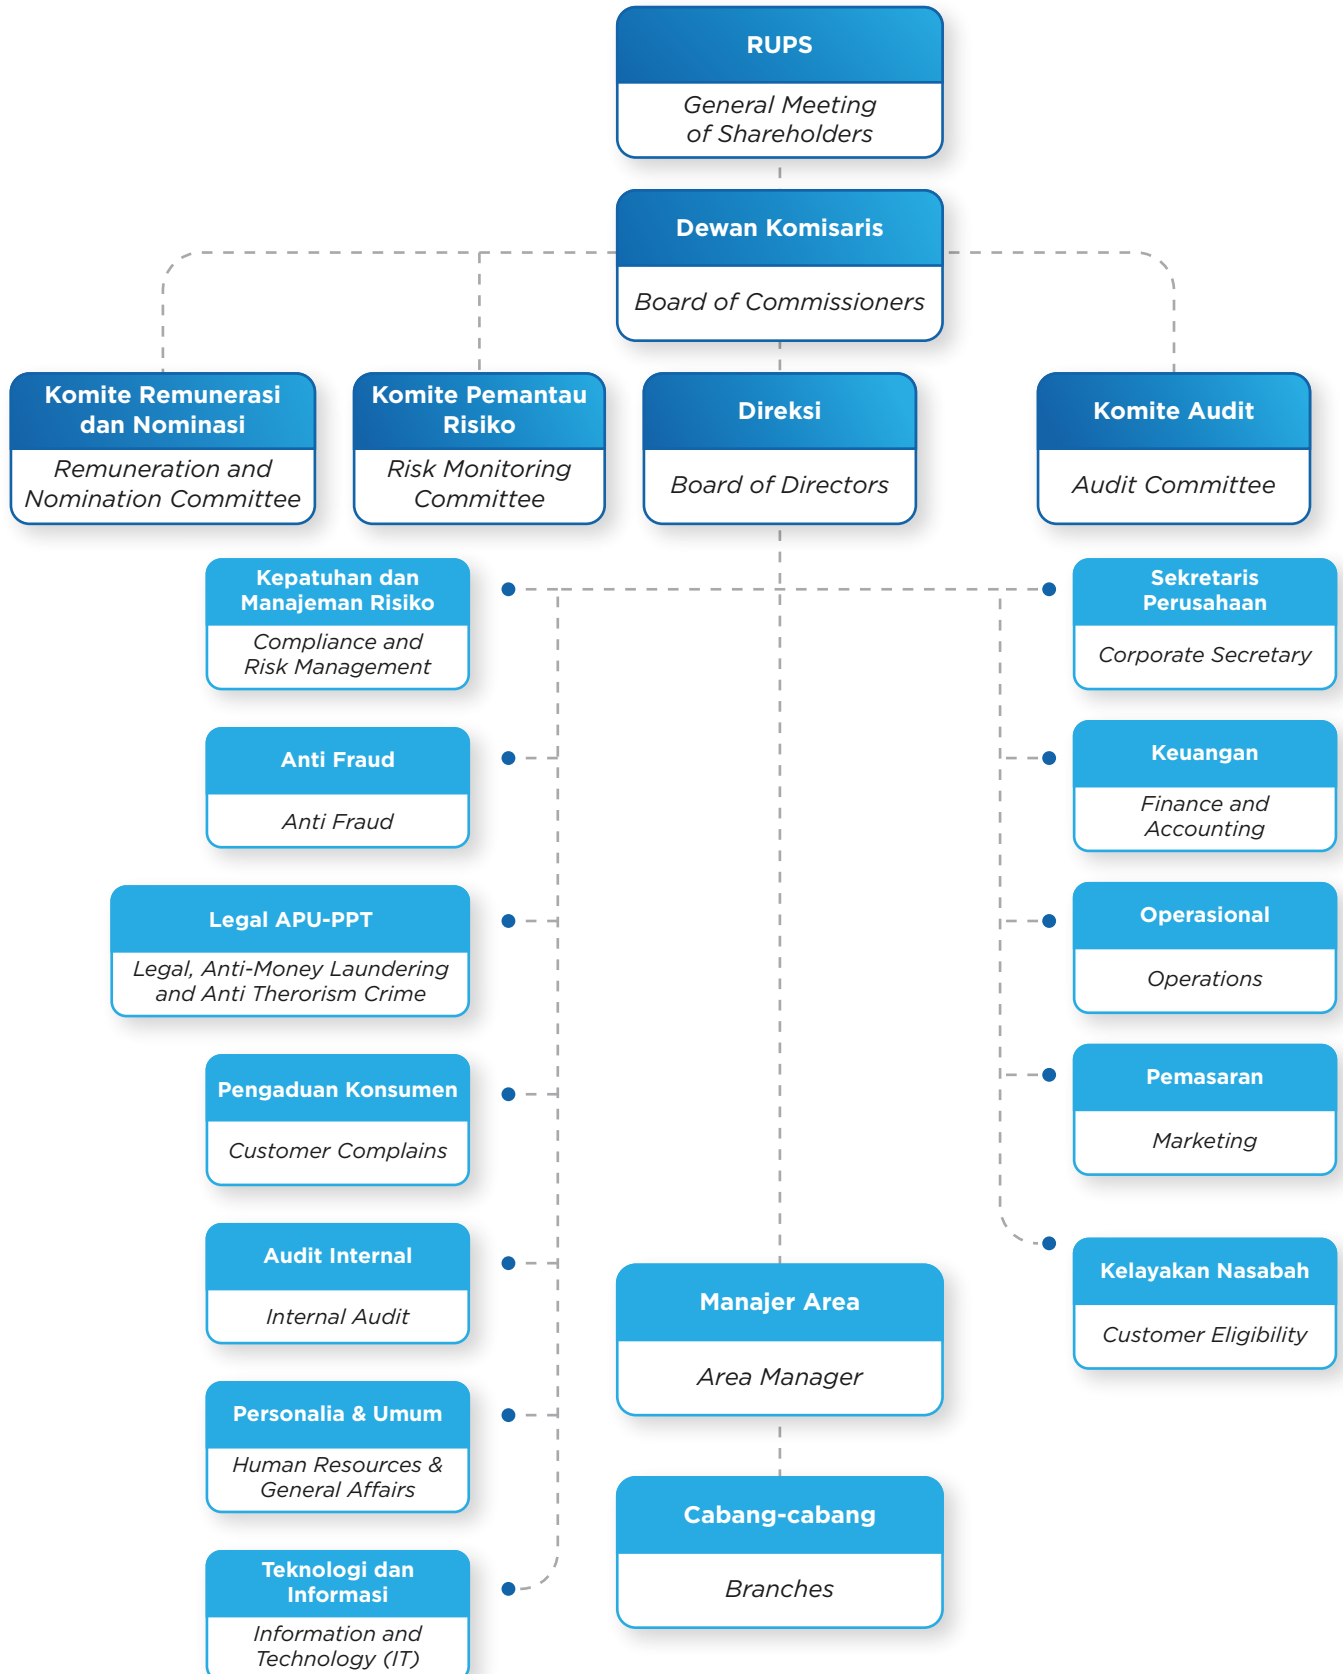 RUPS
General Meeting
of Shareholders
Dewan Komisaris
Board of Commissioners
Komite Remunerasi
dan Nominasi
Remuneration and
Nomination Committee
Komite Pemantau
Risiko
Risk Monitoring
Committee
Direksi
Board of Directors
Komite Audit
Audit Committee
Kepatuhan dan
Manajeman Risiko
Compliance and
Risk Management
Anti Fraud
Anti Fraud
Legal APU-PPT
Legal, Anti-Money Laundering
and Anti Therorism Crime
Pengaduan Konsumen
Customer Complains
Audit Internal
Internal Audit
Personalia & Umum
Human Resources &
General Affairs
Teknologi dan
Informasi
Information and
Technology (IT)
Manajer Area
Area Manager
Cabang-cabang
Branches
Sekretaris
Perusahaan
Corporate Secretary
Keuangan
Finance and
Accounting
Operasional
Operations
Pemasaran
Marketing
Kelayakan Nasabah
Customer Eligibility